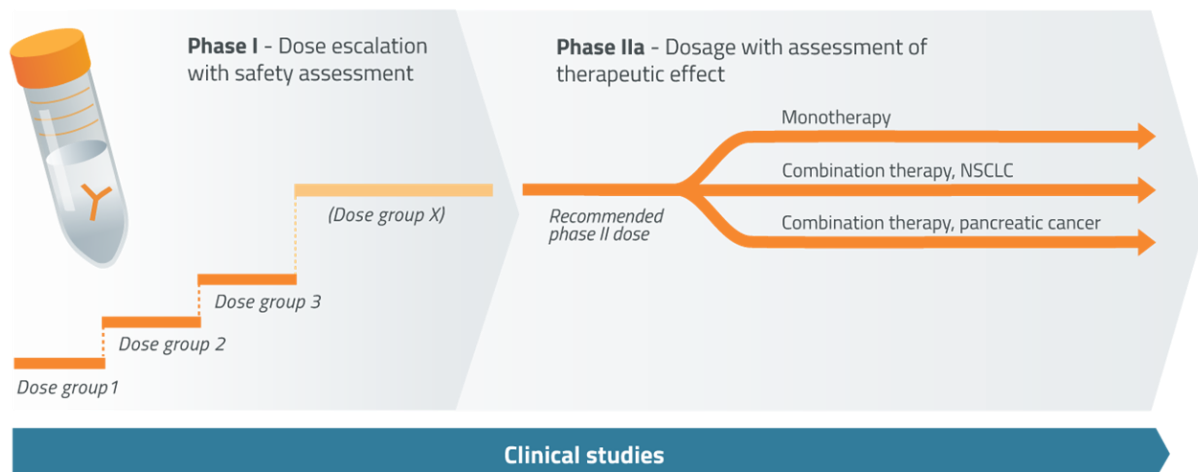 Phase I - Dose escalation
with safety assessment
Phase IIa - Dosage with assessment of
therapeutic effect
Monotherapy
Combination therapy, NSCLC
Combination therapy, pancreatic cancer
Recommended
phase II dose
(Dose group X)
Dose group 3
Dose group 2
Dose group 1
Clinical studies